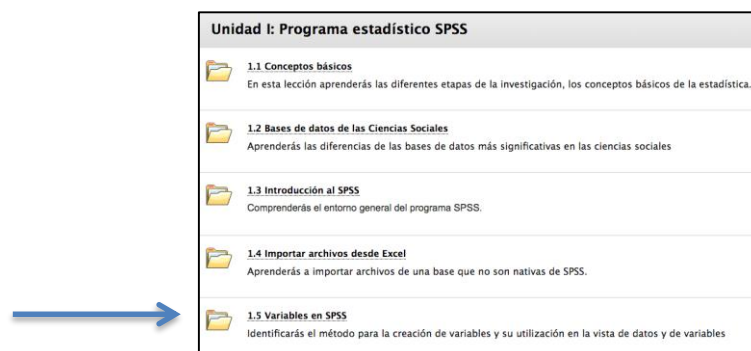 Unidad I: Programa estadístico SPSS
1.1 Conceptos básicos
En esta lección aprenderás las diferentes etapas de la investigación, los conceptos básicos de la estadística.
1.2 Bases de datos de las Ciencias Sociales
Aprenderás las diferencias de las bases de datos más significativas en las ciencias sociales
1.3 Introducción al SPSS
Comprenderás el entorno general del programa SPSS.
1.4 Importar archivos desde Excel
Aprenderás a importar archivos de una base que no son nativas de SPSS.
1.5 Variables en SPSS
Identificarás el método para la creación de variables y su utilización en la vista de datos y de variables